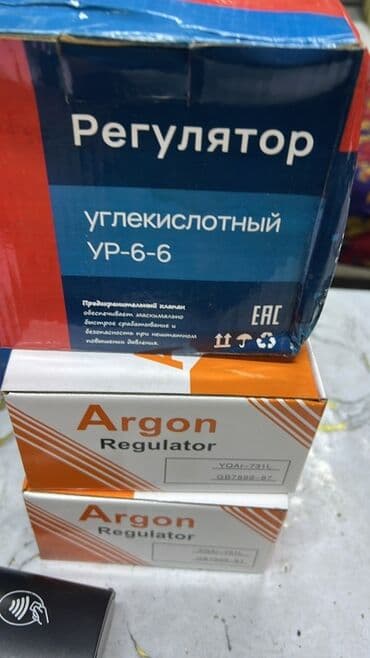 Регулятор
углекислотный
УР-6-6
Предохранительный клапан
обеспечивает максимально
быстрое срабатывание и
безопасность при нештатном
повышении давления.
EAC
Argon
Regulator
YQAr-731L
GB7899-87
Argon
Regulator